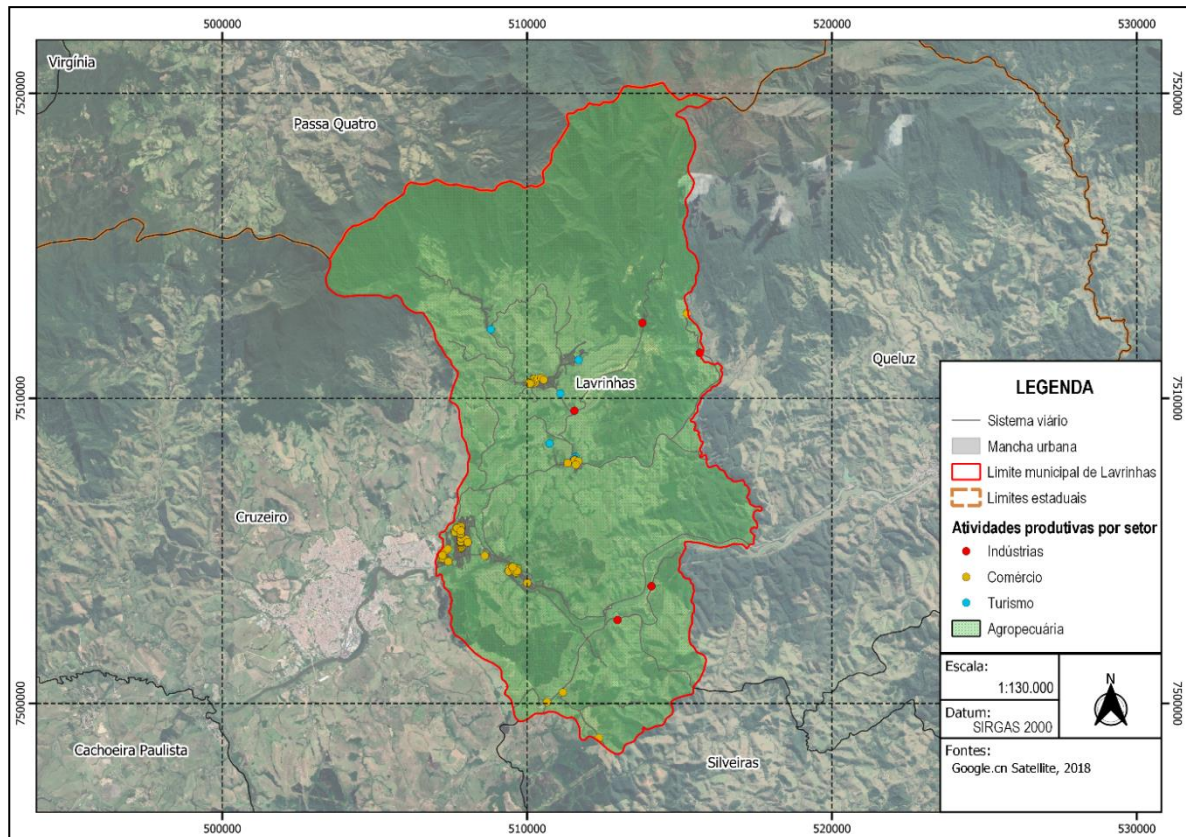 500000 510000 520000 530000
Virgínia
7520000 7520000
Passa Quatro
Queluz
Lavrinhas
7510000 7510000
Cruzeiro
7500000 7500000
Cachoeira Paulista
Silveiras
LEGENDA
Sistema viário
Mancha urbana
Limite municipal de Lavrinhas
Limites estaduais
Atividades produtivas por setor
Indústrias
Comércio
Turismo
Agropecuária
Escala:
1:130.000
N
Datum:
SIRGAS 2000
Fontes:
Google.cn Satellite, 2018
500000 510000 520000 530000